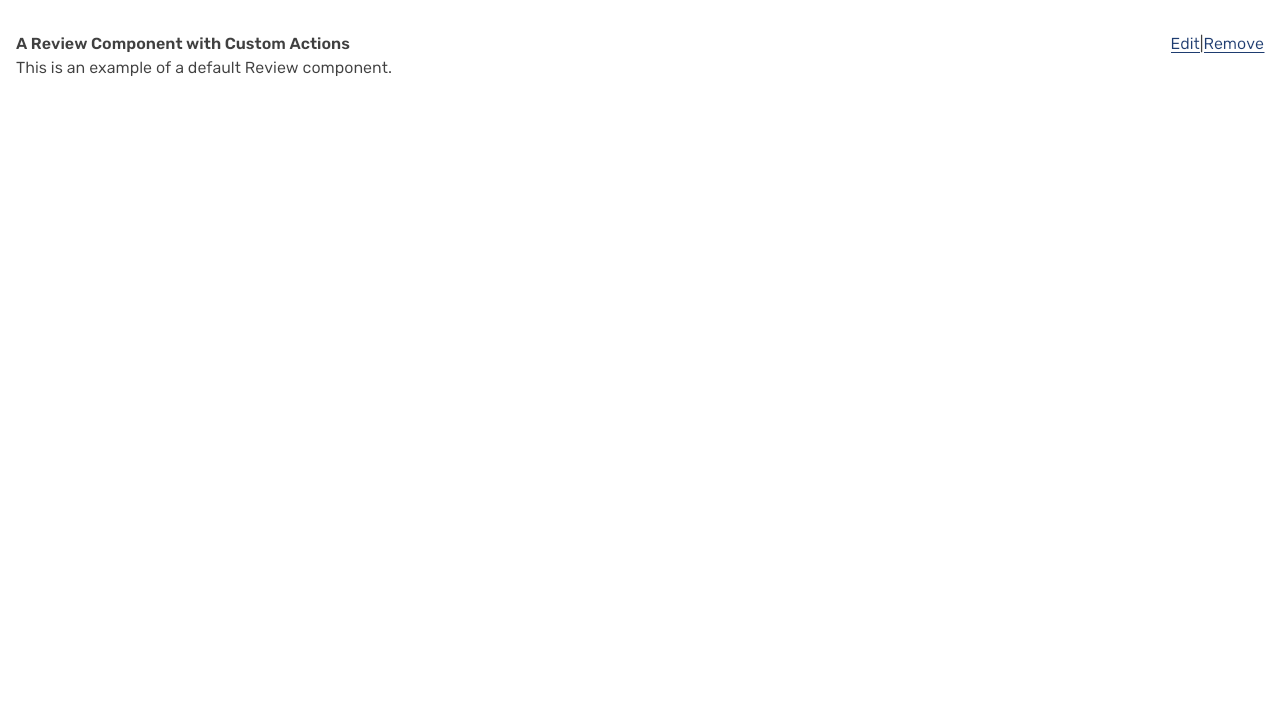 A Review Component with Custom Actions
Edit|Remove
This is an example of a default Review component.